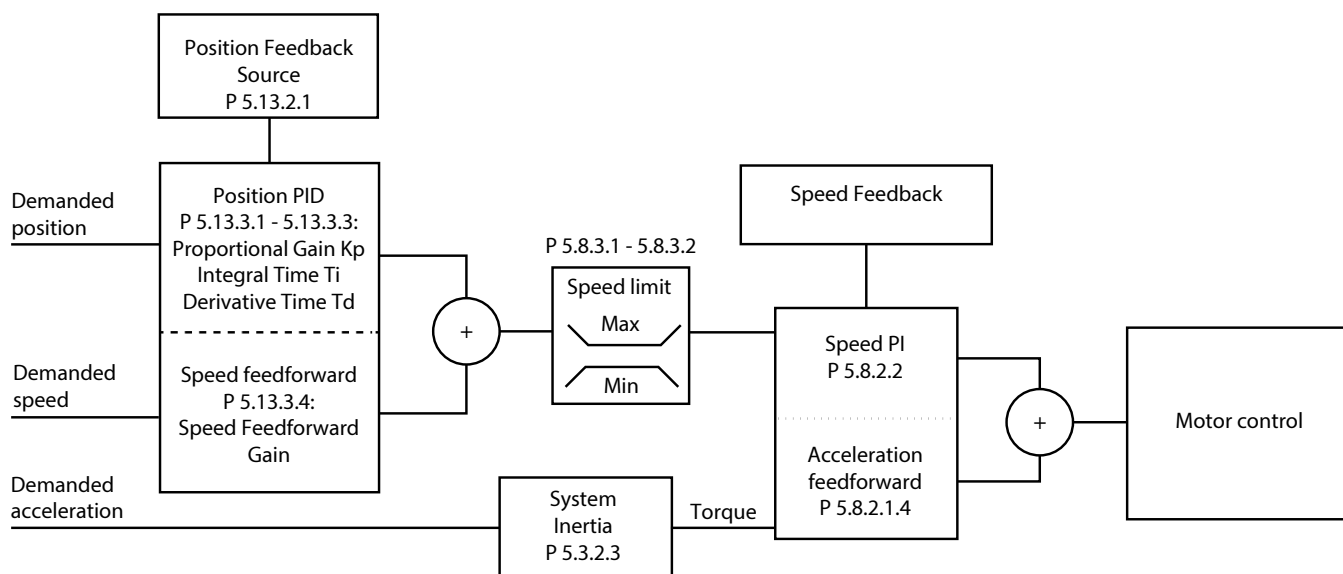 Position Feedback
Source
P 5.13.2.1
Demanded
position
Position PID
P 5.13.3.1 - 5.13.3.3:
Proportional Gain Kp
Integral Time Ti
Derivative Time Td
Demanded
speed
Speed feedforward
P 5.13.3.4:
Speed Feedforward
Gain
+
P 5.8.3.1 - 5.8.3.2
Speed limit
Max
Min
Speed Feedback
Speed PI
P 5.8.2.2
Acceleration
feedforward
P 5.8.2.1.4
+
Motor control
Demanded
acceleration
System
Inertia
P 5.3.2.3
Torque